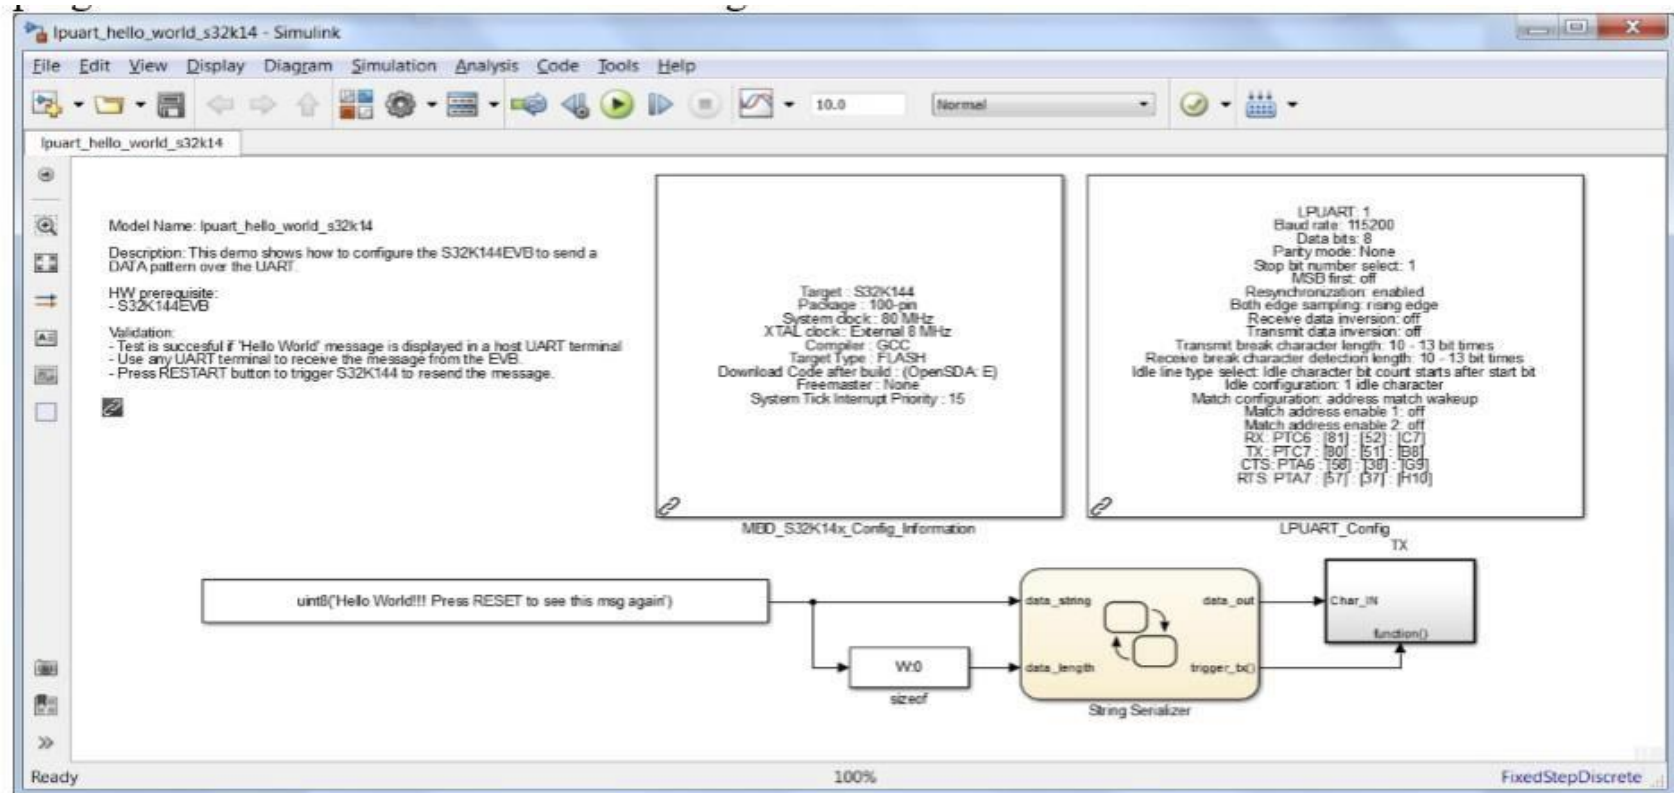 lpuart_hello_world_s32k14 - Simulink
File Edit View Display Diagram Simulation Analysis Code Tools Help
10.0 Normal
lpuart_hello_world_s32k14
Model Name: lpuart_hello_world_s32k14
Description: This demo shows how to configure the S32K144EVB to send a
DATA pattern over the UART.
HW prerequisite:
- S32K144EVB
Validation:
- Test is succesful if 'Hello World' message is displayed in a host UART terminal
- Use any UART terminal to receive the message from the EVB.
- Press RESTART button to trigger S32K144 to resend the message.
Target : S32K144
Package : 100-pin
System clock : 80 MHz
XTAL clock : External 8 MHz
Compiler : GCC
Target Type : FLASH
Download Code after build : (OpenSDA: E)
Freemaster : None
System Tick Interrupt Priority : 15
MBD_S32K14x_Config_Information
LPUART: 1
Baud rate: 115200
Data bits: 8
Parity mode: None
Stop bit number select: 1
MSB first: off
Resynchronization: enabled
Both edge sampling: rising edge
Receive data inversion: off
Transmit data inversion: off
Transmit break character length: 10 - 13 bit times
Receive break character detection length: 10 - 13 bit times
Idle line type select: Idle character bit count starts after start bit
Idle configuration: 1 idle character
Match configuration: address match wakeup
Match address enable 1: off
Match address enable 2: off
RX: PTC6 : [81] : [52] : [C7]
TX: PTC7 : [80] : [51] : [B8]
CTS: PTA6 : [58] : [38] : [G9]
RTS: PTA7 : [57] : [37] : [H10]
LPUART_Config
TX
uint8('Hello World!!! Press RESET to see this msg again')
data_string
data_out
Char_IN
function()
W:0
sizeof
data_length
trigger_tx()
String Serializer
Ready
100%
FixedStepDiscrete